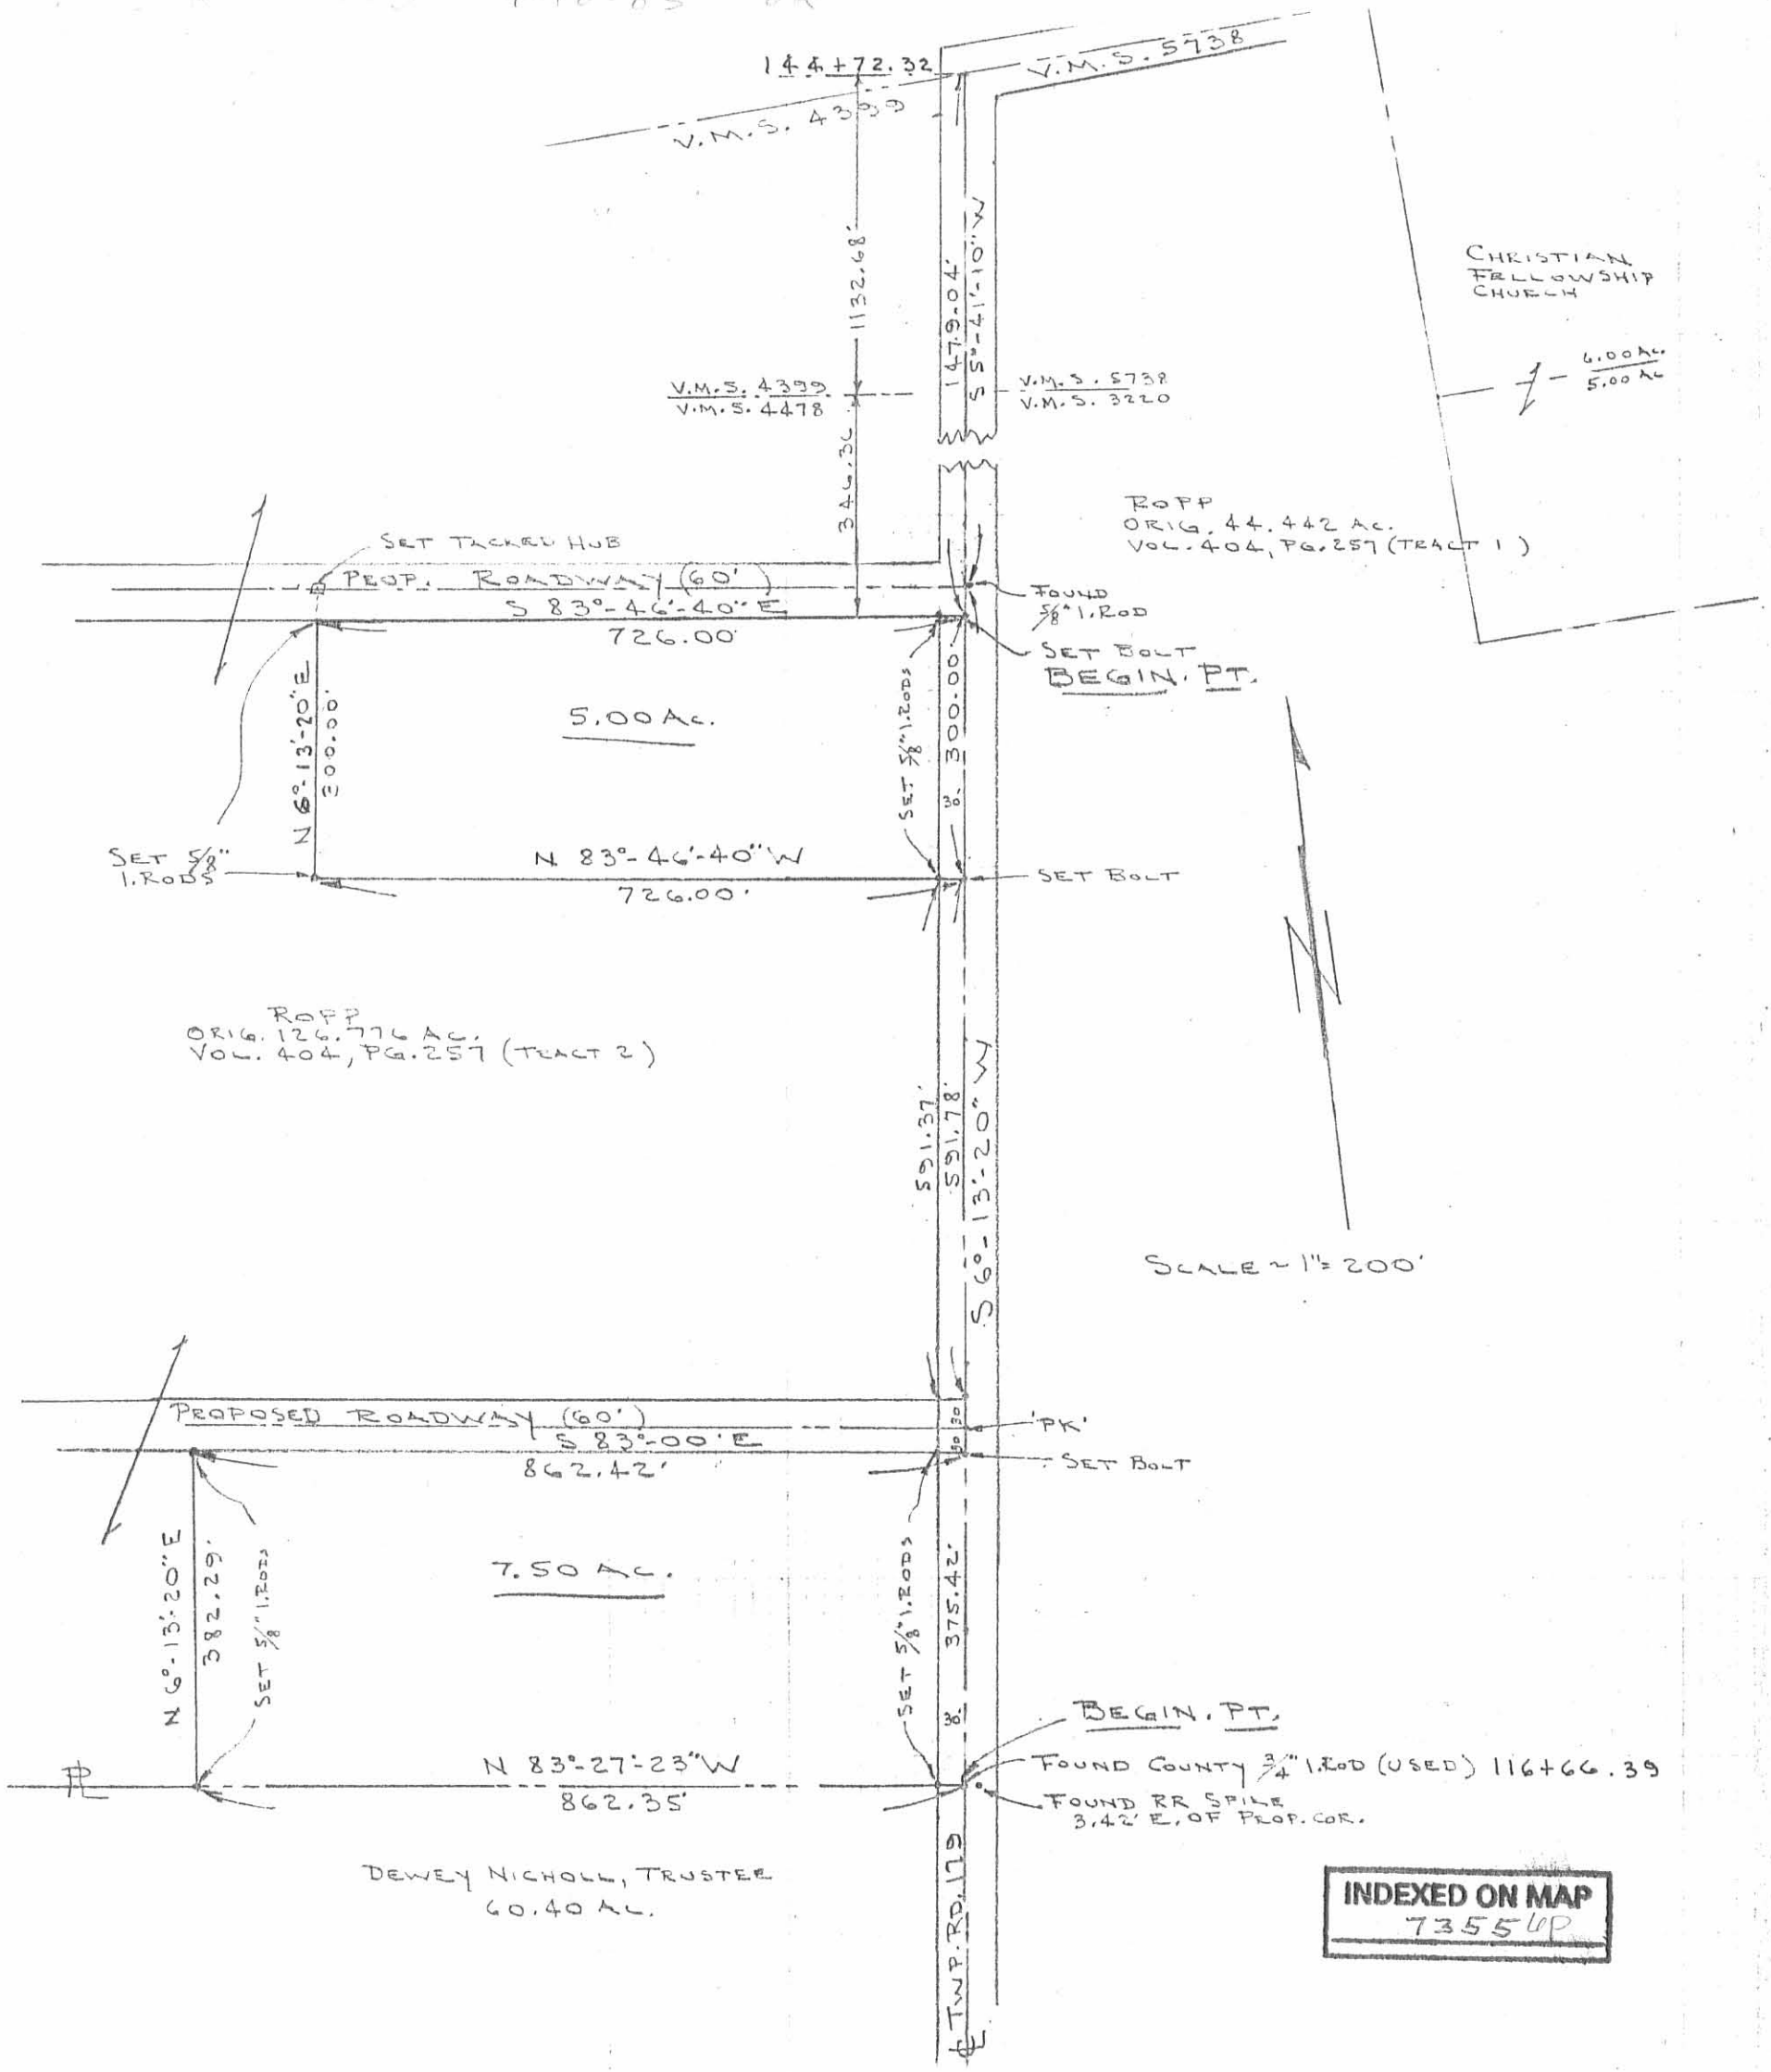 144+72.32
V.M.S. 5738
V.M.S. 4399
1132.68'
1479.04'
S 5°-41'-10" W
CHRISTIAN
FELLOWSHIP
CHURCH
6.00 AC.
5.00 AC
V.M.S. 4399
V.M.S. 4478
V.M.S. 5738
V.M.S. 3220
346.36
ROPP
ORIG. 44.442 AC.
VOL. 404, PG. 257 (TRACT 1)
SET TACKED HUB
PROP. ROADWAY (60')
S 83°-46'-40" E
726.00'
FOUND
5/8" I. ROD
SET BOLT
BEGIN. PT.
N 6°-13'-20" E
300.00'
5.00 AC.
SET 5/8" I. RODS
300.00'
30
SET 5/8"
I. RODS
N 83°-46'-40" W
726.00'
SET BOLT
N
ROPP
ORIG. 126.776 AC.
VOL. 404, PG. 257 (TRACT 2)
591.37'
591.78'
S 6°-13'-20" W
SCALE ~ 1"= 200'
PROPOSED ROADWAY (60')
S 83°-00' E
862.42'
30
30
'PK'
SET BOLT
N 6°-13'-20" E
382.29'
SET 5/8" I. RODS
7.50 AC.
SET 5/8" I. RODS
375.42'
BEGIN. PT.
PL
N 83°-27'-23" W
862.35'
FOUND COUNTY 3/4" I. ROD (USED) 116+66.39
FOUND RR SPIKE
3.42' E. OF PROP. COR.
DEWEY NICHOLL, TRUSTEE
60.40 AC.
CL TWP. RD. 179
INDEXED ON MAP
7355